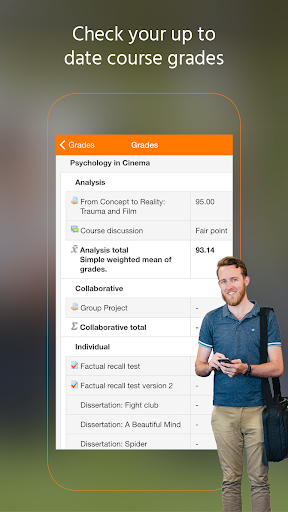 Check your up to
date course grades
Grades
Grades
Psychology in Cinema
Analysis
From Concept to Reality: 95.00
Trauma and Film
Course discussion Fair point
Analysis total 93.14
Simple weighted mean of
grades.
Collaborative
Group Project -
Collaborative total -
Individual
Factual recall test -
Factual recall test version 2 -
Dissertation: Fight club
Dissertation: A Beautiful Mind -
Dissertation: Spider -